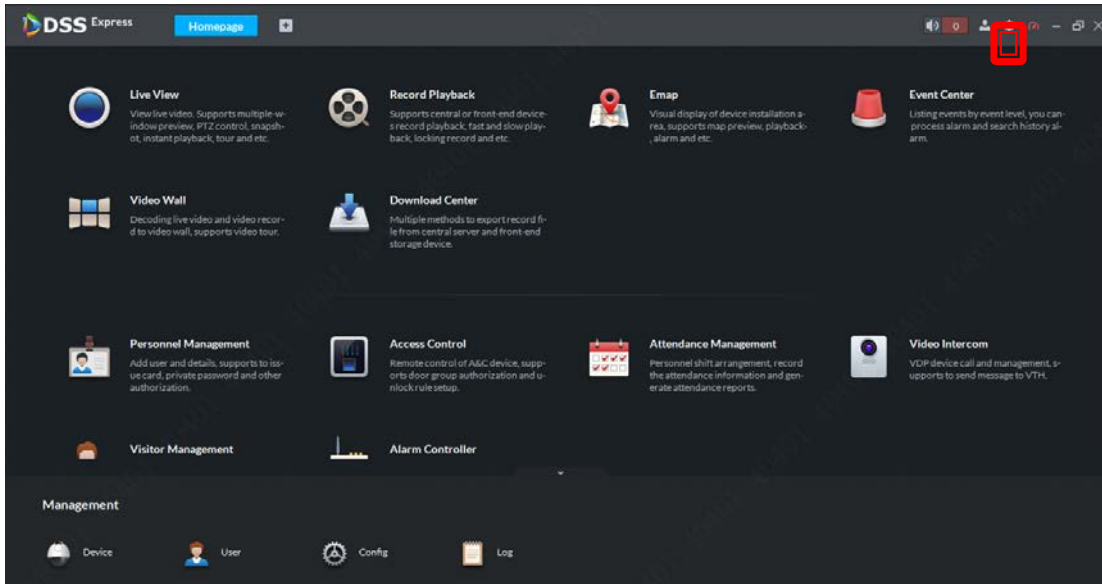 DSS Express
Homepage
0
Live View
View live video. Supports multiple-w-
indow preview, PTZ control, snapsh-
ot, instant playback, tour and etc.
Record Playback
Supports central or front-end device-
s record playback, fast and slow play-
back, locking record and etc.
Emap
Visual display of device installation a-
rea, supports map preview, playback-
, alarm and etc.
Event Center
Listing events by event level, you can-
process alarm and search history al-
arm.
Video Wall
Decoding live video and video recor-
d to video wall, supports video tour.
Download Center
Multiple methods to export record fi-
le from central server and front-end
storage device.
Personnel Management
Add user and details, supports to iss-
ue card, private password and other
authorization.
Access Control
Remote control of A&C device, supp-
orts door group authorization and u-
nlock rule setup.
Attendance Management
Personnel shift arrangement, record
the attendance information and gen-
erate attendance reports.
Video Intercom
VDP device call and management, s-
upports to send message to VTH.
Visitor Management
Alarm Controller
Management
Device
User
Config
Log